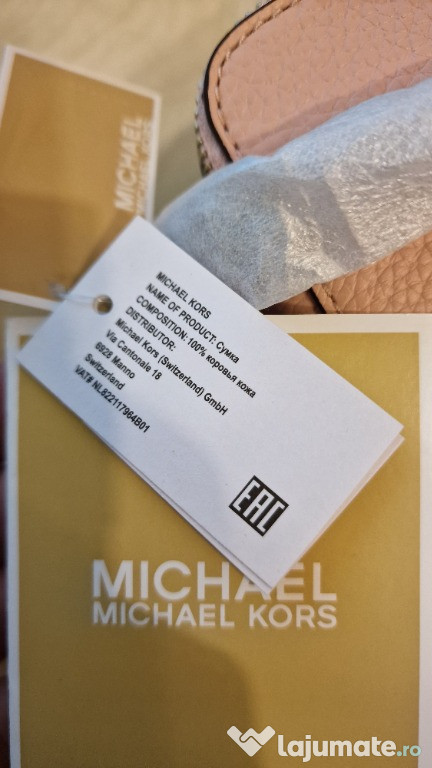 MICHAEL
MICHAEL KORS
MICHAEL KORS
NAME OF PRODUCT: Сумка
COMPOSITION: 100% коровья кожа
DISTRIBUTOR:
Michael Kors (Switzerland) GmbH
Via Cantonale 18
6928 Manno
Switzerland
VAT# NL822117964B01
EAC
MICHAEL
MICHAEL KORS
lajumate.ro